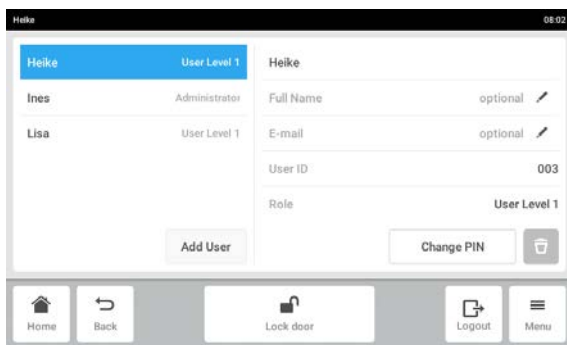 Heike 08:02
Heike User Level 1
Ines Administrator
Lisa User Level 1
Add User
Heike
Full Name optional
E-mail optional
User ID 003
Role User Level 1
Change PIN
Home Back Lock door Logout Menu